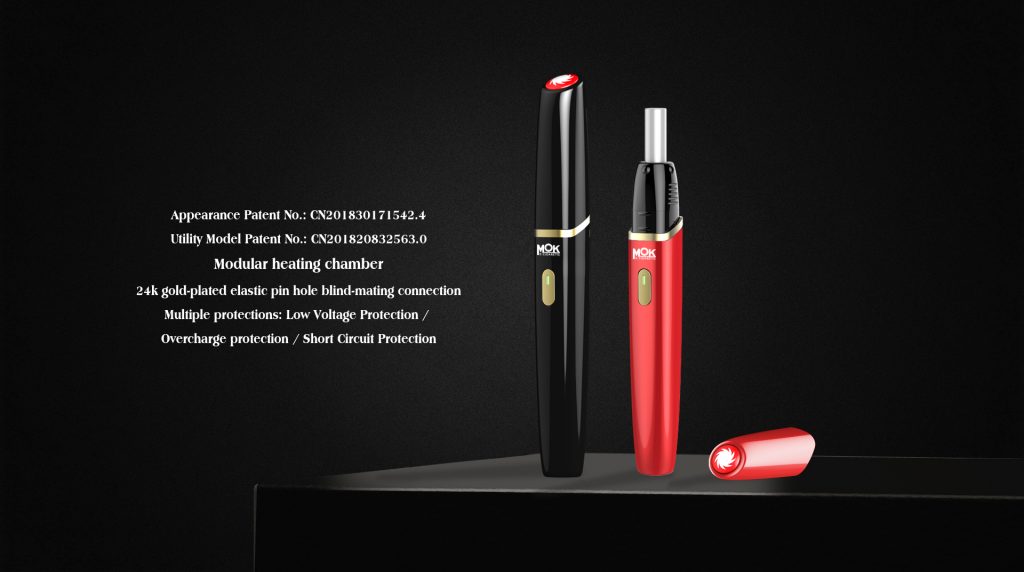 Appearance Patent No.: CN201830171542.4
Utility Model Patent No.: CN201820832563.0
Modular heating chamber
24k gold-plated elastic pin hole blind-mating connection
Multiple protections: Low Voltage Protection /
Overcharge protection / Short Circuit Protection
MOK
MOK